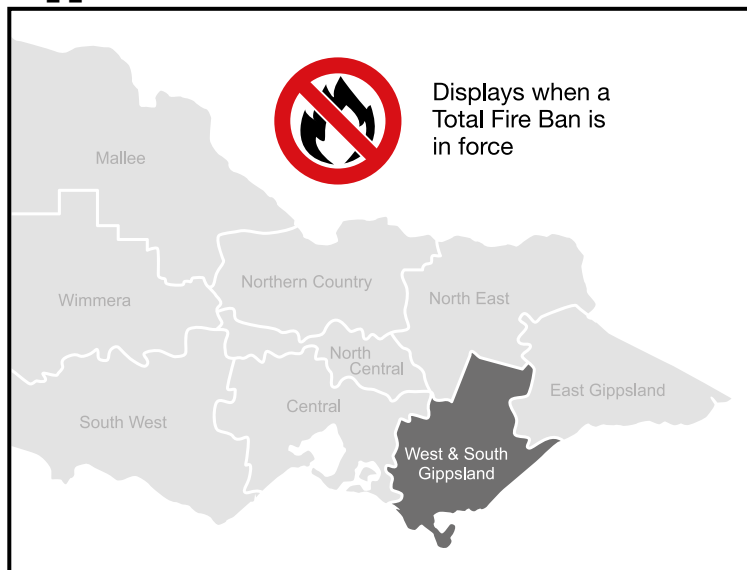 Displays when a
Total Fire Ban is
in force
Mallee
Northern Country
Wimmera
North East
North
Central
East Gippsland
Central
South West
West & South
Gippsland